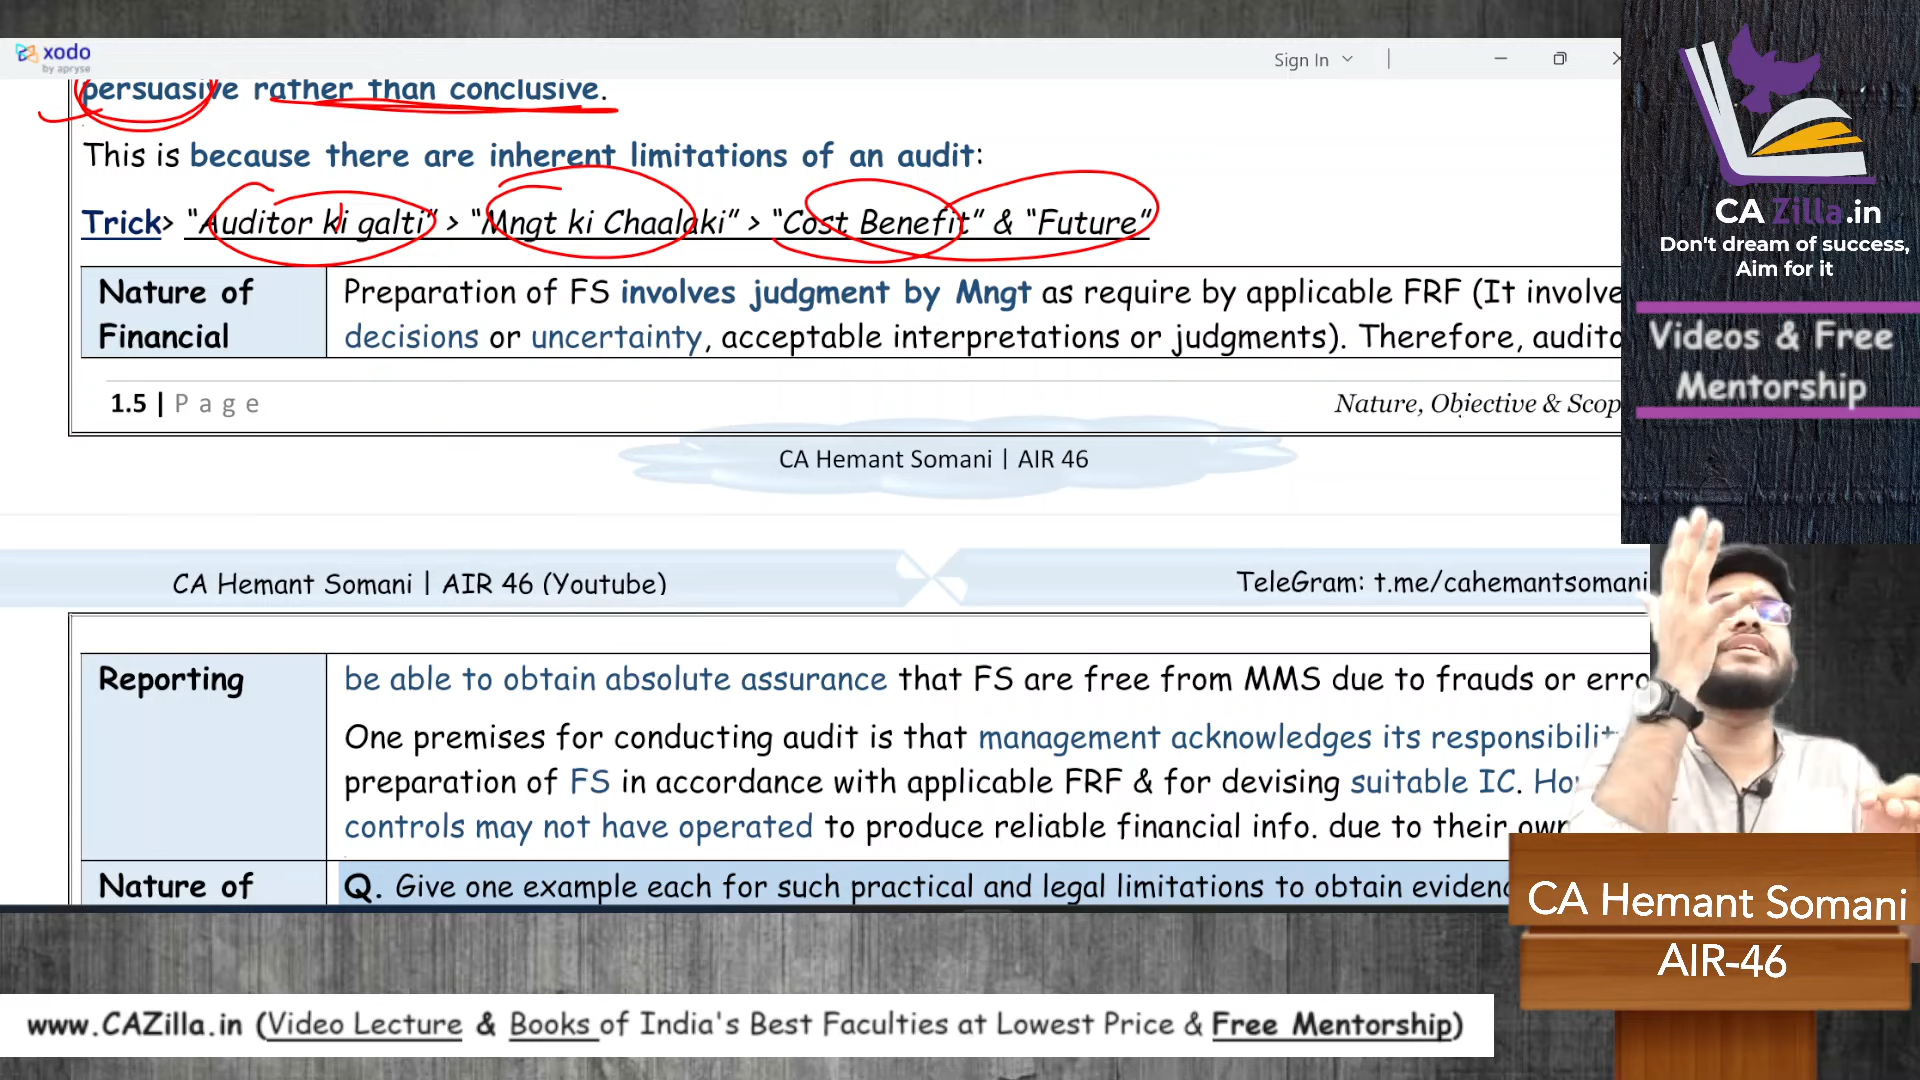 xodo
by apryse
Sign In
persuasive rather than conclusive.
This is because there are inherent limitations of an audit:
Trick> "Auditor ki galti" > "Mngt ki Chaalaki" > "Cost Benefit" & "Future"
Nature of Financial
Preparation of FS involves judgment by Mngt as require by applicable FRF (It involve
decisions or uncertainty, acceptable interpretations or judgments). Therefore, audito
1.5 | Page
Nature, Objective & Scop
CA Hemant Somani | AIR 46
CA Hemant Somani | AIR 46 (Youtube)
TeleGram: t.me/cahemantsomani
Reporting
be able to obtain absolute assurance that FS are free from MMS due to frauds or erro
One premises for conducting audit is that management acknowledges its responsibilit
preparation of FS in accordance with applicable FRF & for devising suitable IC. Ho
controls may not have operated to produce reliable financial info. due to their own
Nature of
Q. Give one example each for such practical and legal limitations to obtain evidenc
CA Zilla.in
Don't dream of success,
Aim for it
Videos & Free
Mentorship
CA Hemant Somani
AIR-46
www.CAZilla.in (Video Lecture & Books of India's Best Faculties at Lowest Price & Free Mentorship)